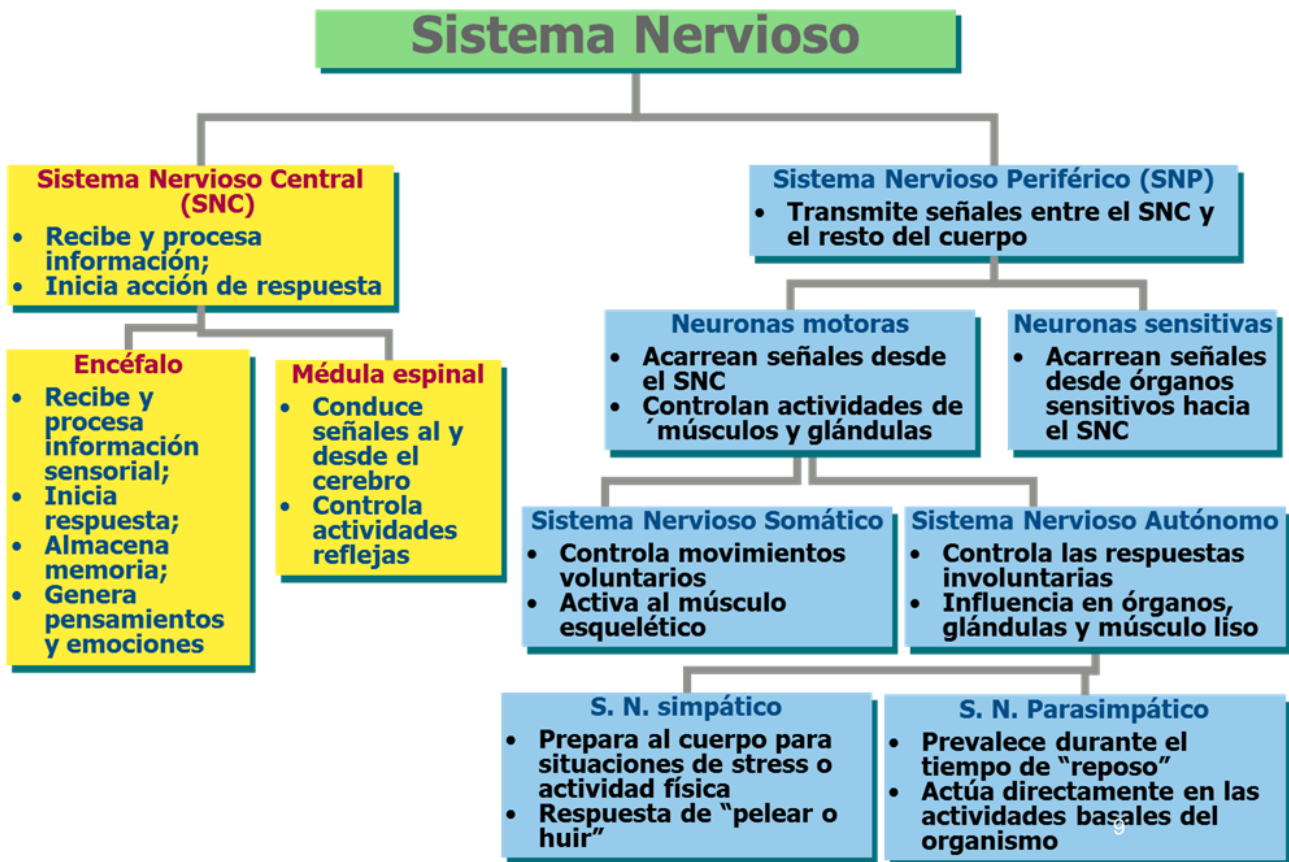 Sistema Nervioso
Sistema Nervioso Central
(SNC)
• Recibe y procesa
información;
• Inicia acción de respuesta
Sistema Nervioso Periférico (SNP)
• Transmite señales entre el SNC y
el resto del cuerpo
Encéfalo
• Recibe y
procesa
información
sensorial;
• Inicia
respuesta;
• Almacena
memoria;
• Genera
pensamientos
y emociones
Médula espinal
• Conduce
señales al y
desde el
cerebro
• Controla
actividades
reflejas
Neuronas motoras
• Acarrean señales desde
el SNC
• Controlan actividades de
´músculos y glándulas
Neuronas sensitivas
• Acarrean señales
desde órganos
sensitivos hacia
el SNC
Sistema Nervioso Somático
• Controla movimientos
voluntarios
• Activa al músculo
esquelético
Sistema Nervioso Autónomo
• Controla las respuestas
involuntarias
• Influencia en órganos,
glándulas y músculo liso
S. N. simpático
• Prepara al cuerpo para
situaciones de stress o
actividad física
• Respuesta de “pelear o
huir”
S. N. Parasimpático
• Prevalece durante el
tiempo de “reposo”
• Actúa directamente en las
actividades basales del
organismo
9